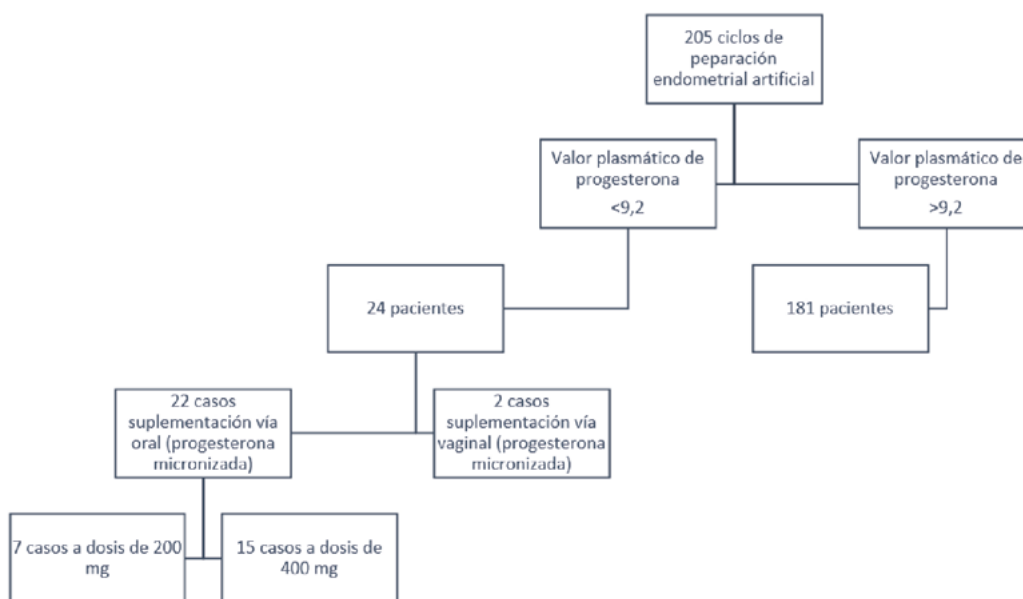 205 ciclos de
peparación
endometrial artificial
Valor plasmático de
progesterona
<9,2
Valor plasmático de
progesterona
>9,2
24 pacientes
181 pacientes
22 casos
suplementación vía
oral (progesterona
micronizada)
2 casos
suplementación vía
vaginal (progesterona
micronizada)
7 casos a dosis de 200
mg
15 casos a dosis de
400 mg